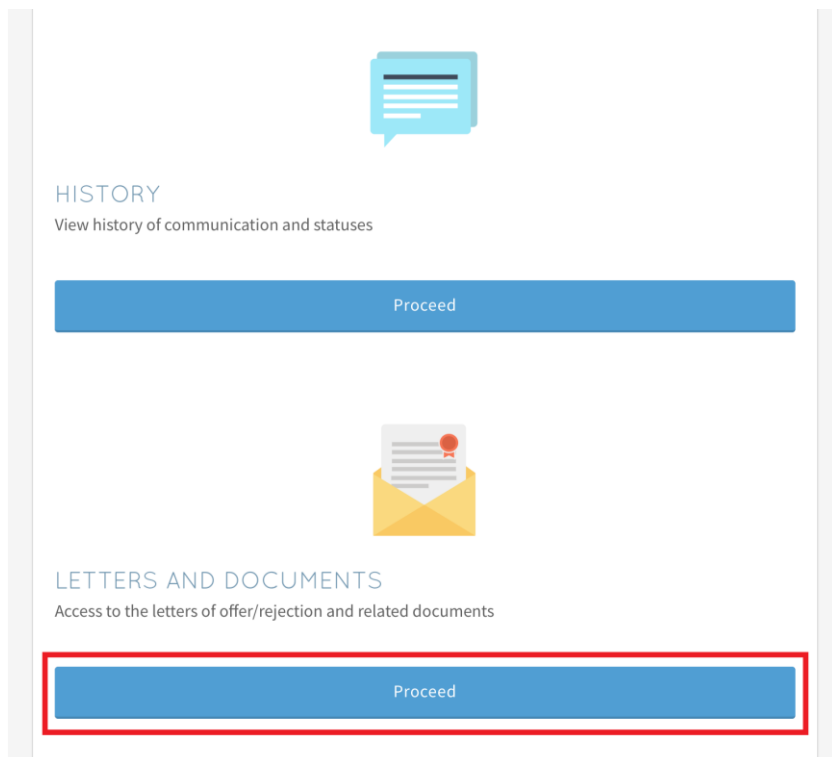 HISTORY
View history of communication and statuses
Proceed
LETTERS AND DOCUMENTS
Access to the letters of offer/rejection and related documents
Proceed